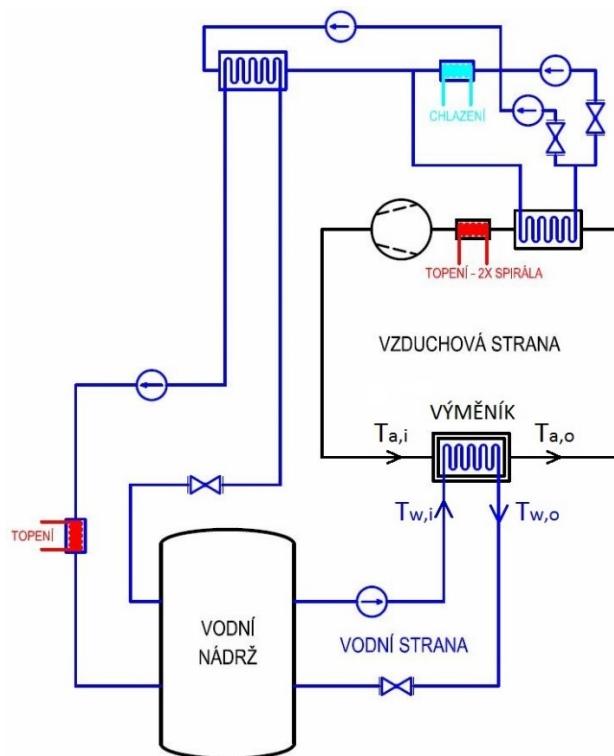 CHLAZENÍ
TOPENÍ - 2X SPIRÁLA
VZDUCHOVÁ STRANA
VÝMĚNÍK
Ta,i
Ta,o
Tw,i
Tw,o
TOPENÍ
VODNÍ
NÁDRŽ
VODNÍ STRANA